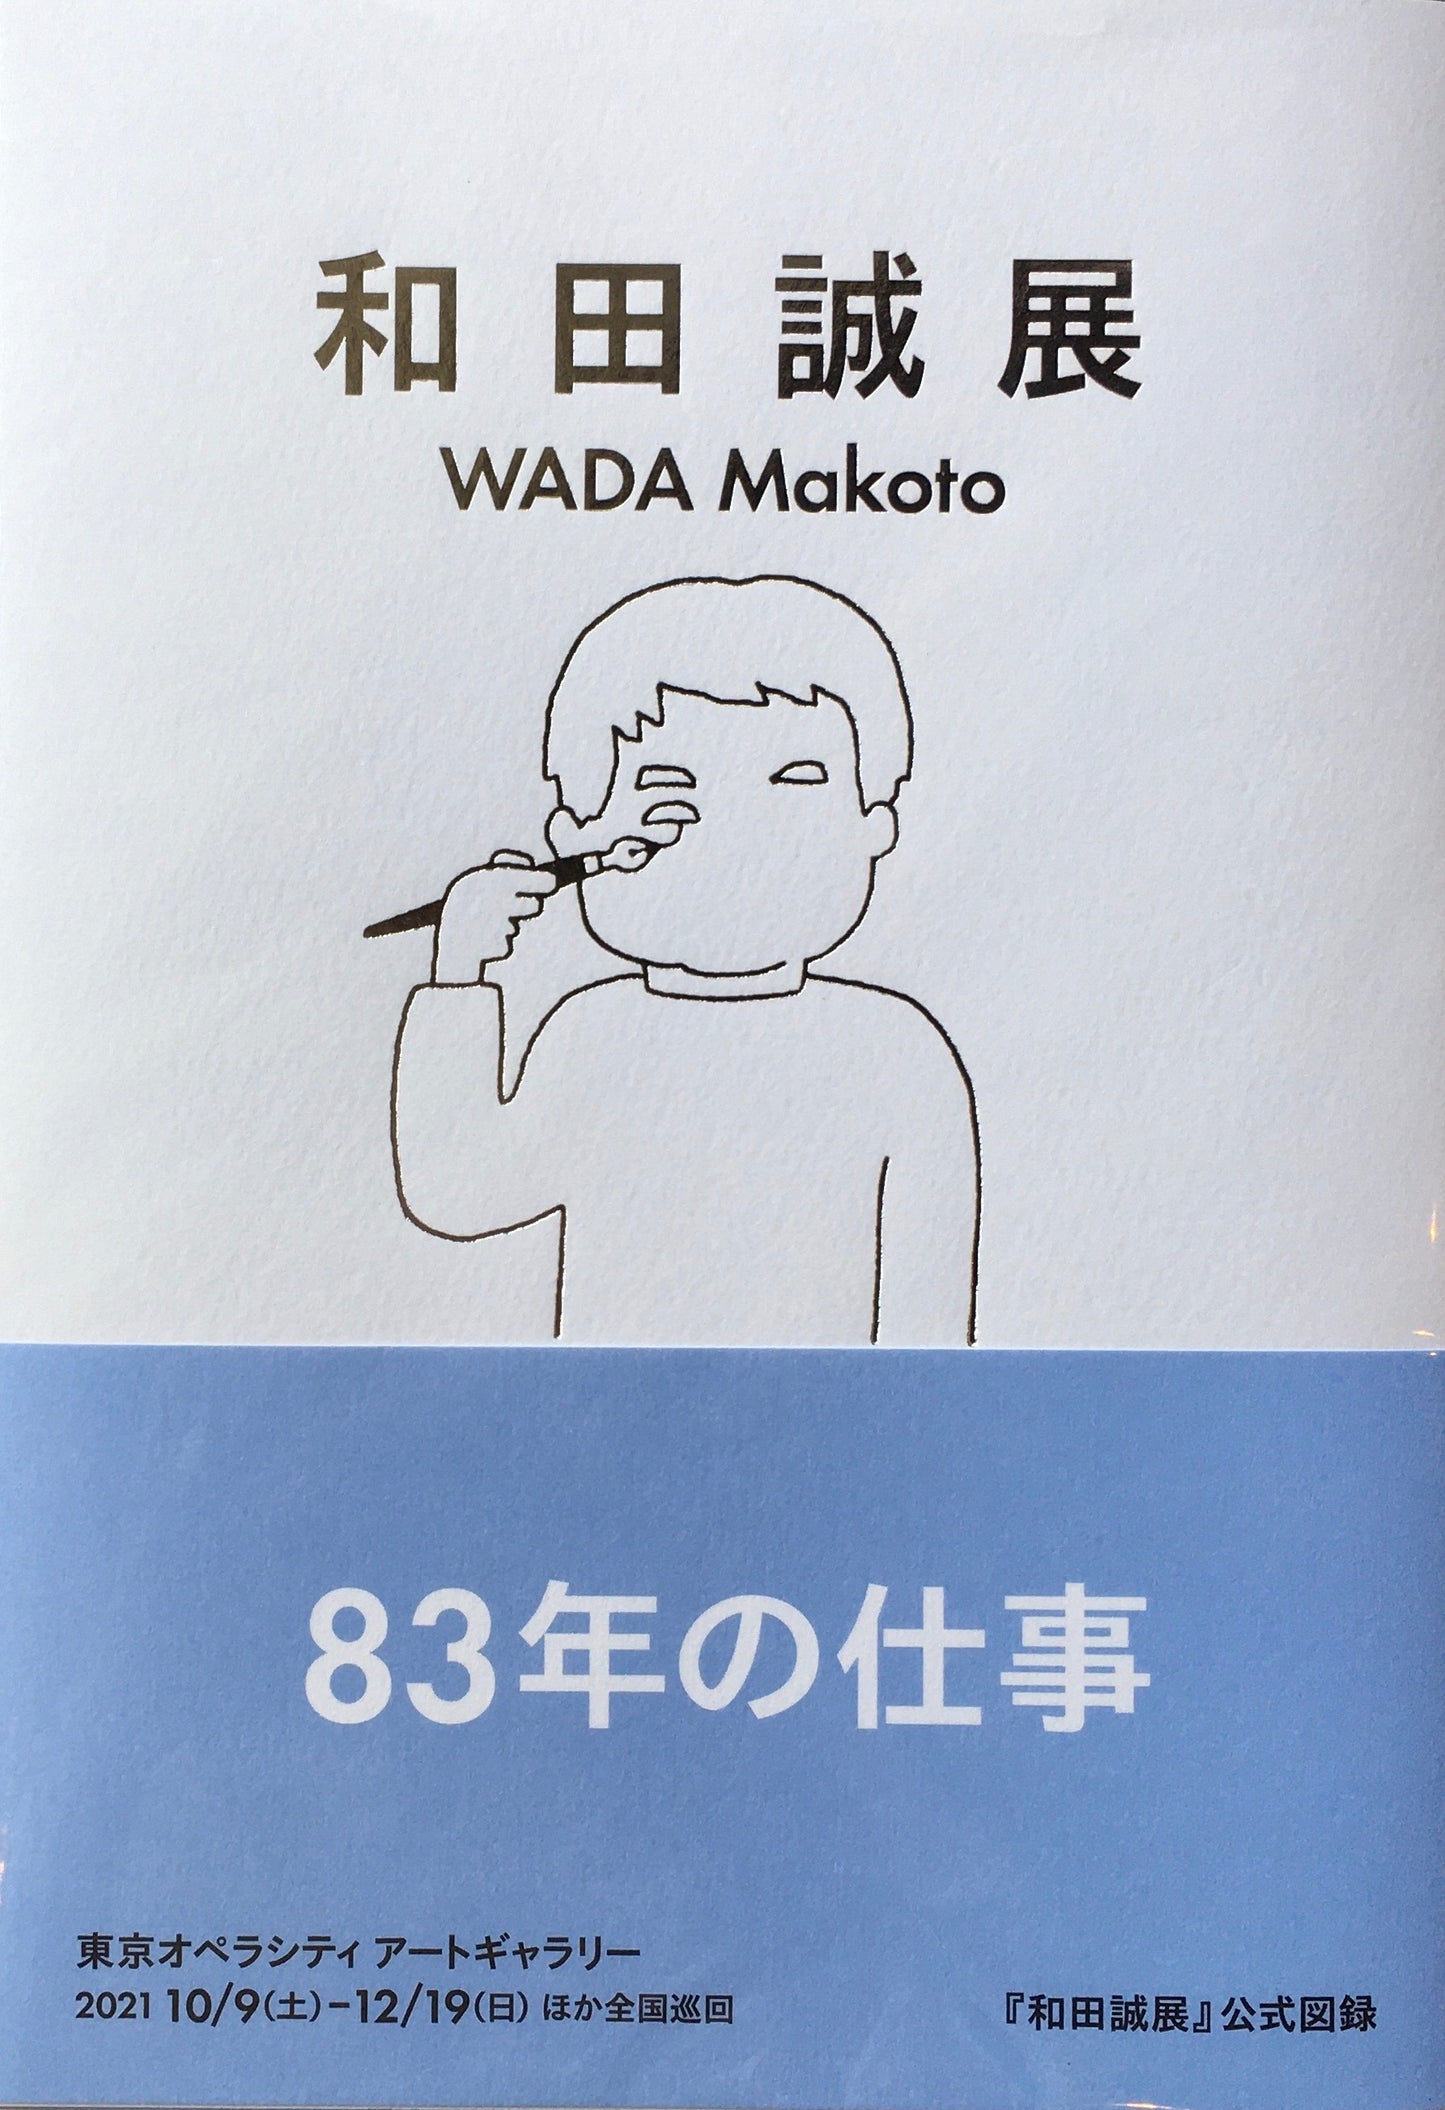 和田誠展
WADA Makoto
83年の仕事
東京オペラシティ アートギャラリー
2021 10/9(土)−12/19(日) ほか全国巡回
『和田誠展』公式図録